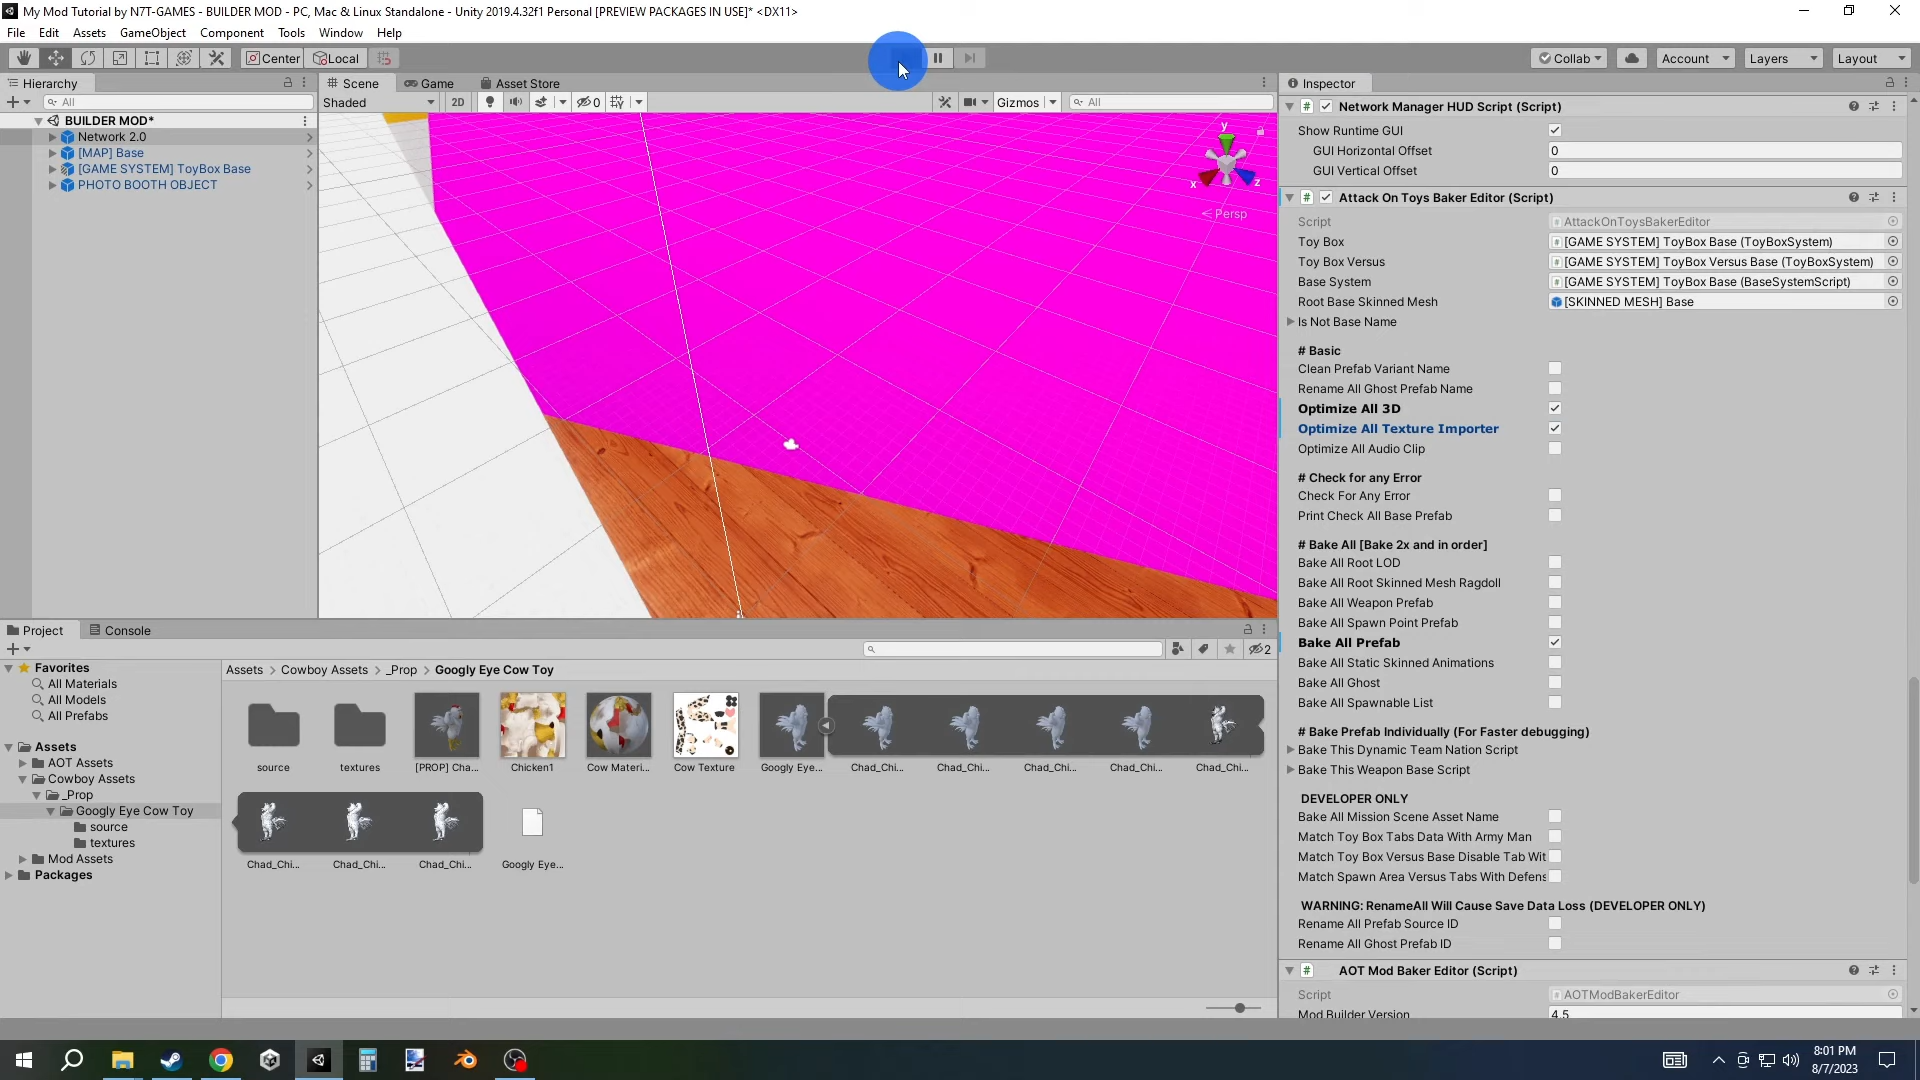 My Mod Tutorial by N7T-GAMES - BUILDER MOD - PC, Mac & Linux Standalone - Unity 2019.4.32f1 Personal [PREVIEW PACKAGES IN USE]* <DX11>
File Edit Assets GameObject Component Tools Window Help
Center Local Collab Account Layers Layout
Hierarchy
All
BUILDER MOD*
Network 2.0
[MAP] Base
[GAME SYSTEM] ToyBox Base
PHOTO BOOTH OBJECT
Scene Game Asset Store
Shaded 2D 0 Gizmos All
y
x z
Persp
Inspector
Network Manager HUD Script (Script)
Show Runtime GUI
GUI Horizontal Offset 0
GUI Vertical Offset 0
Attack On Toys Baker Editor (Script)
Script AttackOnToysBakerEditor
Toy Box [GAME SYSTEM] ToyBox Base (ToyBoxSystem)
Toy Box Versus [GAME SYSTEM] ToyBox Versus Base (ToyBoxSystem)
Base System [GAME SYSTEM] ToyBox Base (BaseSystemScript)
Root Base Skinned Mesh [SKINNED MESH] Base
Is Not Base Name
# Basic
Clean Prefab Variant Name
Rename All Ghost Prefab Name
Optimize All 3D
Optimize All Texture Importer
Optimize All Audio Clip
# Check for any Error
Check For Any Error
Print Check All Base Prefab
# Bake All [Bake 2x and in order]
Bake All Root LOD
Bake All Root Skinned Mesh Ragdoll
Bake All Weapon Prefab
Bake All Spawn Point Prefab
Bake All Prefab
Bake All Static Skinned Animations
Bake All Ghost
Bake All Spawnable List
# Bake Prefab Individually (For Faster debugging)
Bake This Dynamic Team Nation Script
Bake This Weapon Base Script
DEVELOPER ONLY
Bake All Mission Scene Asset Name
Match Toy Box Tabs Data With Army Man
Match Toy Box Versus Base Disable Tab Wit
Match Spawn Area Versus Tabs With Defens
WARNING: RenameAll Will Cause Save Data Loss (DEVELOPER ONLY)
Rename All Prefab Source ID
Rename All Ghost Prefab ID
AOT Mod Baker Editor (Script)
Script AOTModBakerEditor
Mod Builder Version 4.5
Project Console
2
Favorites
All Materials
All Models
All Prefabs
Assets
AOT Assets
Cowboy Assets
_Prop
Googly Eye Cow Toy
source
textures
Mod Assets
Packages
Assets > Cowboy Assets > _Prop > Googly Eye Cow Toy
source textures [PROP] Cha... Chicken1 Cow Materi... Cow Texture Googly Eye... Chad_Chi... Chad_Chi... Chad_Chi... Chad_Chi... Chad_Chi...
Chad_Chi... Chad_Chi... Chad_Chi... Googly Eye...
8:01 PM
8/7/2023